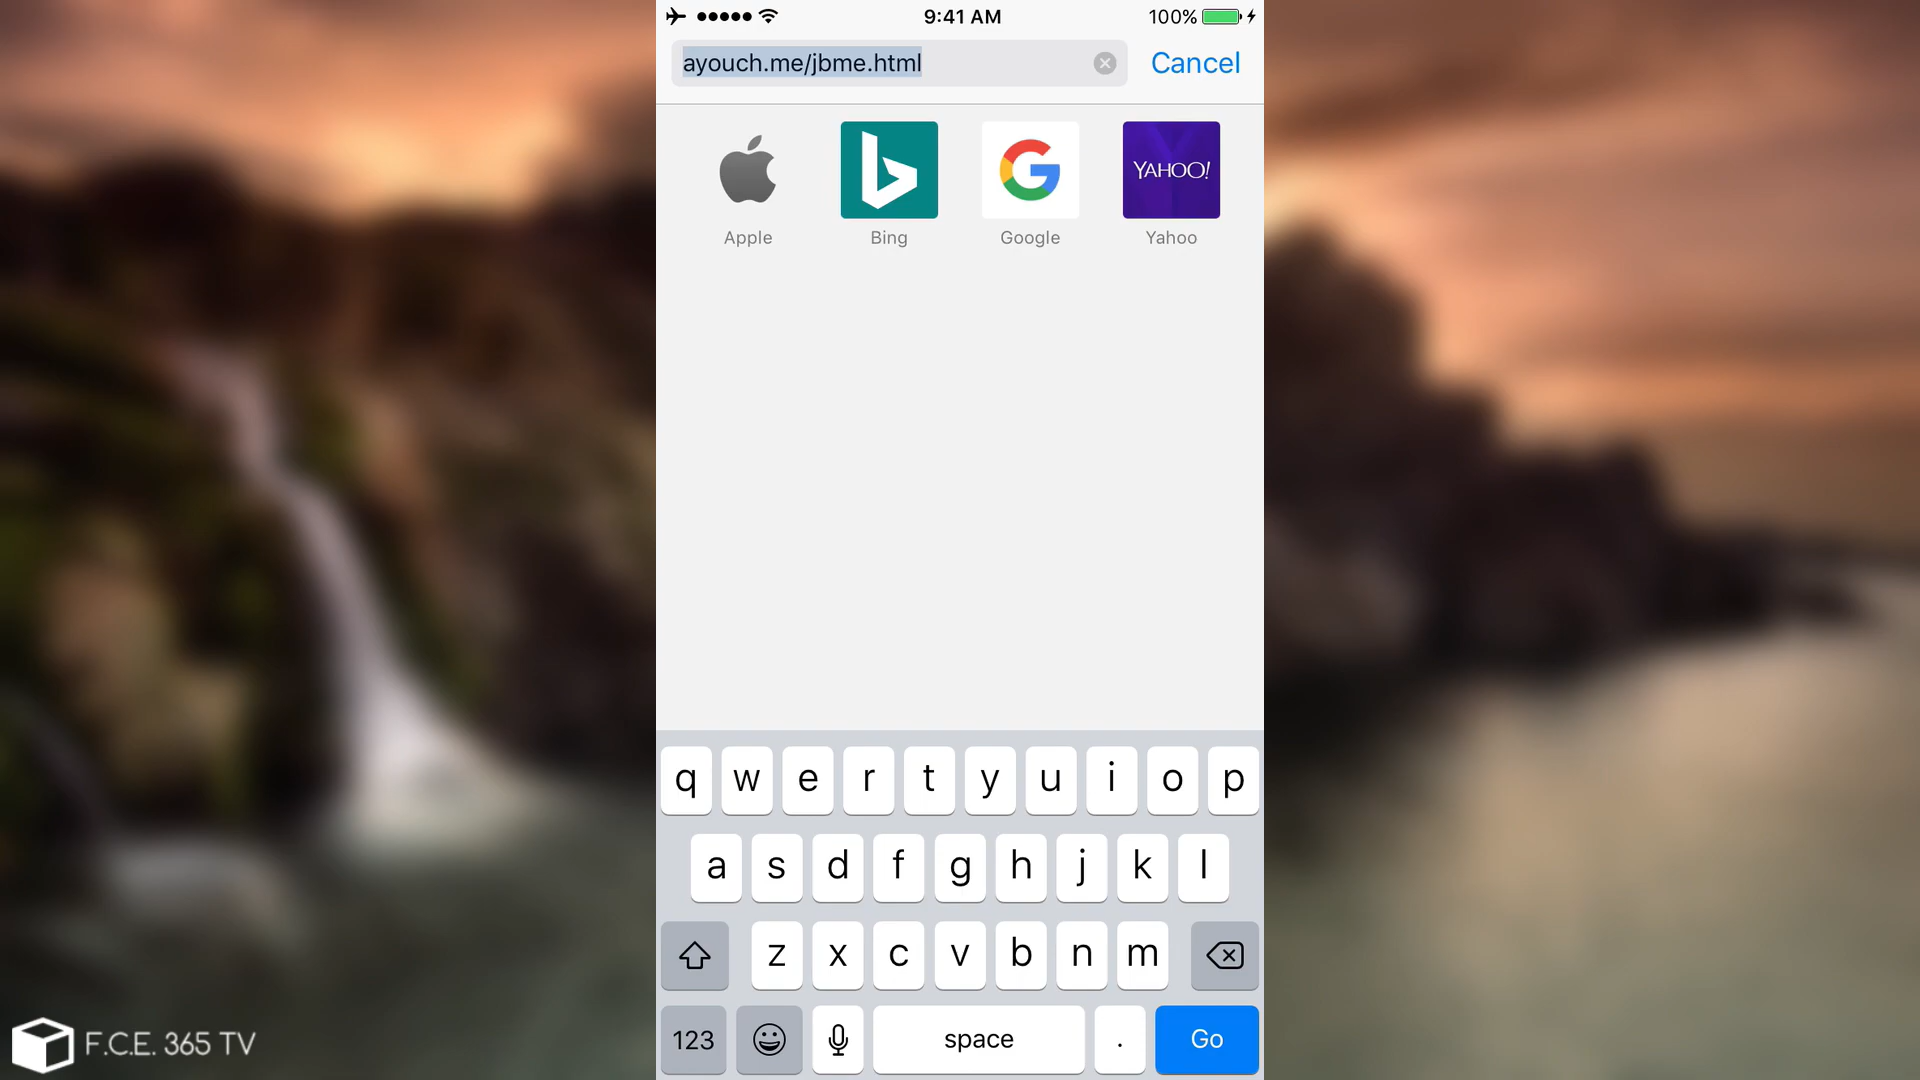 9:41 AM
100%
ayouch.me/jbme.html
Cancel
YAHOO!
Apple
Bing
Google
Yahoo
q w e r t y u i o p
a s d f g h j k l
z x c v b n m
123
space
.
Go
F.C.E. 365 TV